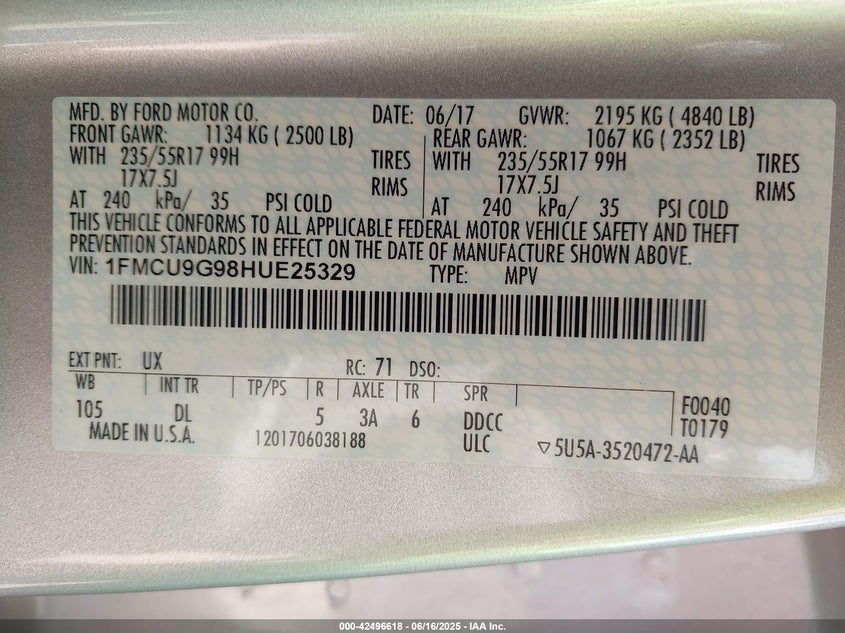 MFD. BY FORD MOTOR CO. DATE: 06/17 GVWR: 2195 KG ( 4840 LB)
FRONT GAWR: 1134 KG ( 2500 LB) REAR GAWR: 1067 KG ( 2352 LB)
WITH 235/55R17 99H TIRES WITH 235/55R17 99H TIRES
17X7.5J RIMS 17X7.5J RIMS
AT 240 kPa/ 35 PSI COLD AT 240 kPa/ 35 PSI COLD
THIS VEHICLE CONFORMS TO ALL APPLICABLE FEDERAL MOTOR VEHICLE SAFETY AND THEFT
PREVENTION STANDARDS IN EFFECT ON THE DATE OF MANUFACTURE SHOWN ABOVE.
VIN: 1FMCU9G98HUE25329 TYPE: MPV
EXT PNT: UX RC: 71 DSO:
WB INT TR TP/PS R AXLE TR SPR
105 DL 5 3A 6 DDCC F0040
T0179
MADE IN U.S.A. 1201706038188 ULC ▽5U5A-3520472-AA
000-42496618 - 06/16/2025 - IAA Inc.